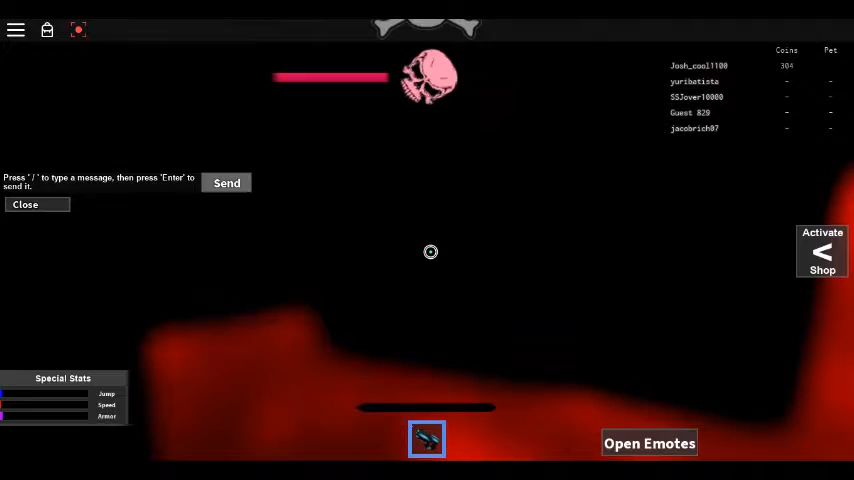 Coins Pet
Josh_cool1100 304
yuribatista - -
SSJover10000 - -
Guest 829 - -
jacobrich07 - -
Press '/' to type a message, then press 'Enter' to
send it.
Send
Close
Activate
<
Shop
Special Stats
Jump
Speed
Armor
Open Emotes